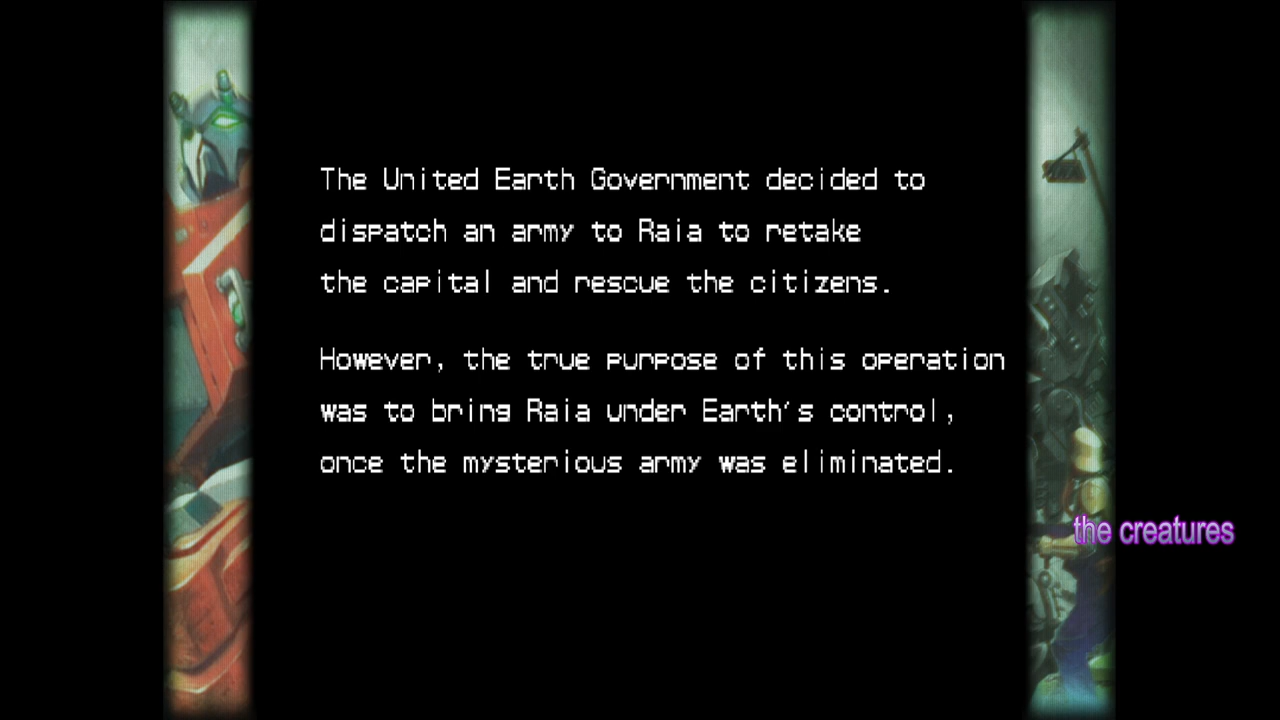 The United Earth Government decided to
dispatch an army to Raia to retake
the capital and rescue the citizens.
However, the true purpose of this operation
was to bring Raia under Earth's control,
once the mysterious army was eliminated.
the creatures